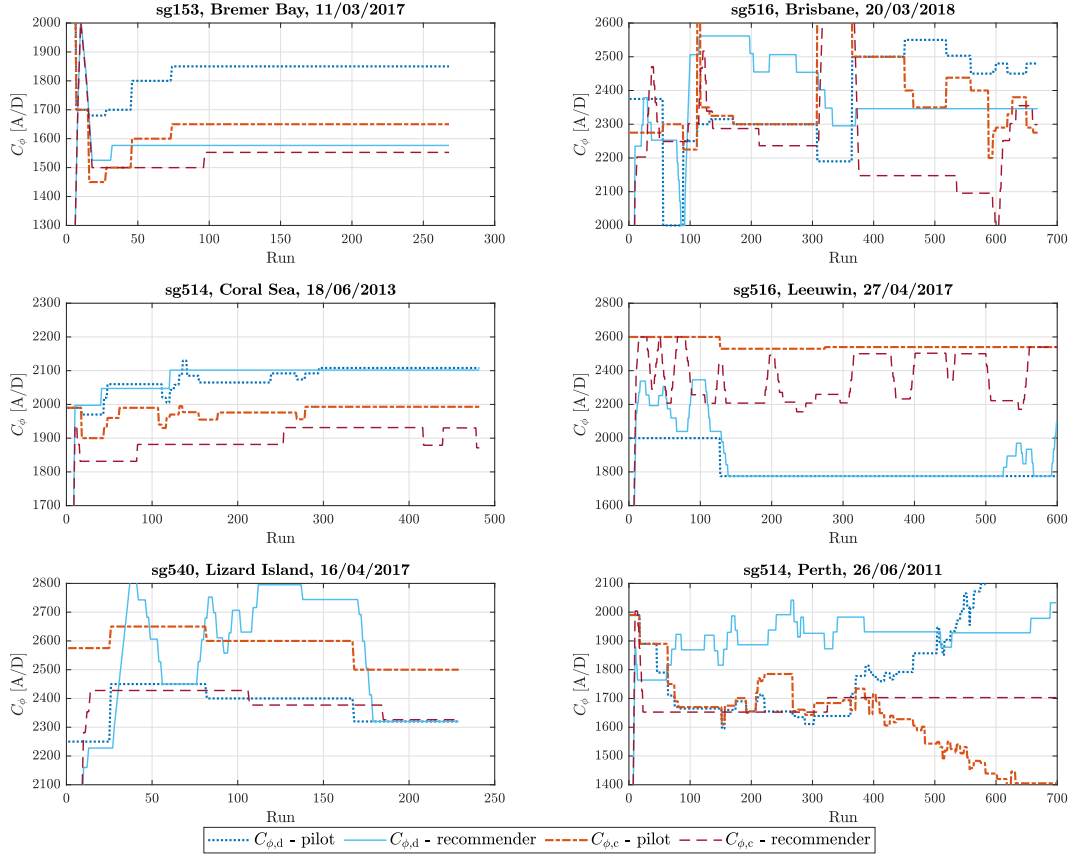 sg153, Bremer Bay, 11/03/2017
2000
1900
1800
1700
1600
1500
1400
1300
C_ϕ [A/D]
0 50 100 150 200 250 300
Run
sg516, Brisbane, 20/03/2018
2600
2500
2400
2300
2200
2100
2000
C_ϕ [A/D]
0 100 200 300 400 500 600 700
Run
sg514, Coral Sea, 18/06/2013
2300
2200
2100
2000
1900
1800
1700
C_ϕ [A/D]
0 100 200 300 400 500
Run
sg516, Leeuwin, 27/04/2017
2800
2600
2400
2200
2000
1800
1600
C_ϕ [A/D]
0 100 200 300 400 500 600
Run
sg540, Lizard Island, 16/04/2017
2800
2700
2600
2500
2400
2300
2200
2100
C_ϕ [A/D]
0 50 100 150 200 250
Run
sg514, Perth, 26/06/2011
2100
2000
1900
1800
1700
1600
1500
1400
C_ϕ [A/D]
0 100 200 300 400 500 600 700
Run
C_ϕ,d - pilot C_ϕ,d - recommender C_ϕ,c - pilot C_ϕ,c - recommender